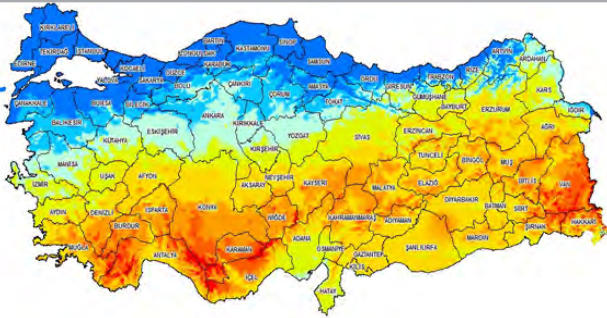 KIRKLARELİ
EDİRNE
TEKİRDAĞ
İSTANBUL
KOCAELİ
YALOVA
SAKARYA
DÜZCE
BOLU
ZONGULDAK
BARTIN
KARABÜK
KASTAMONU
SİNOP
SAMSUN
ÇANKIRI
ÇORUM
AMASYA
TOKAT
ORDU
GİRESUN
TRABZON
RİZE
ARTVİN
ARDAHAN
KARS
GÜMÜŞHANE
BAYBURT
ERZURUM
IĞDIR
AĞRI
ÇANAKKALE
BALIKESİR
BURSA
BİLECİK
ESKİŞEHİR
KÜTAHYA
ANKARA
KIRIKKALE
KIRŞEHİR
YOZGAT
SİVAS
ERZİNCAN
TUNCELİ
BİNGÖL
MUŞ
BİTLİS
VAN
HAKKARİ
MANİSA
İZMİR
UŞAK
AFYON
AYDIN
DENİZLİ
ISPARTA
BURDUR
MUĞLA
ANTALYA
KONYA
AKSARAY
NEVŞEHİR
NİĞDE
KAYSERİ
KARAMAN
İÇEL
ADANA
OSMANİYE
HATAY
KAHRAMANMARAŞ
MALATYA
ELAZIĞ
ADIYAMAN
GAZİANTEP
KİLİS
ŞANLIURFA
DİYARBAKIR
MARDİN
BATMAN
SİİRT
ŞIRNAK